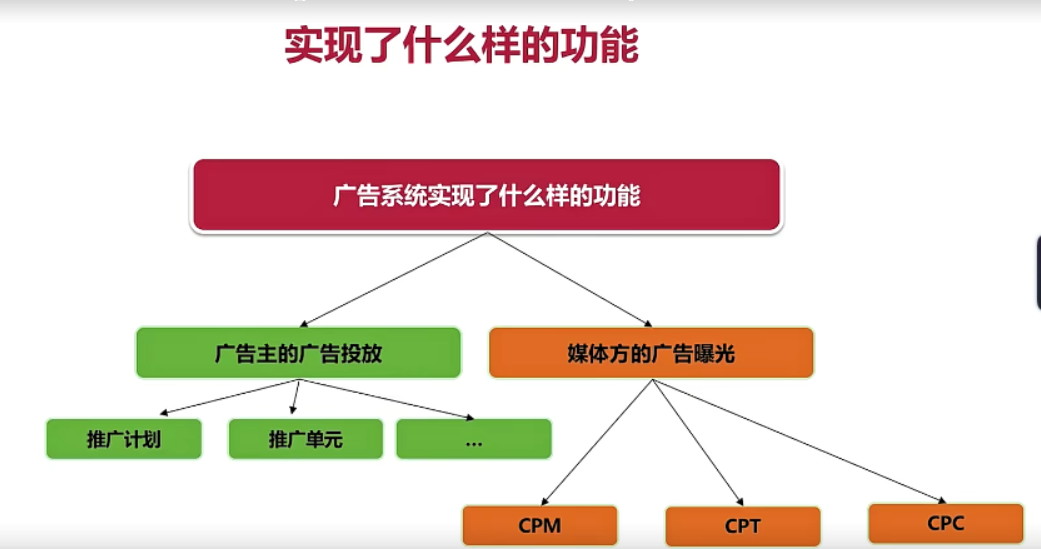 实现了什么样的功能
广告系统实现了什么样的功能
广告主的广告投放
媒体方的广告曝光
推广计划
推广单元
...
CPM
CPT
CPC